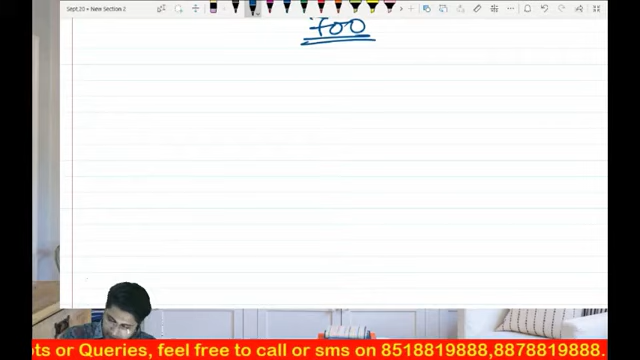 Sept.20 • New Section 2
700
ts or Queries, feel free to call or sms on 8518819888,8878819888.